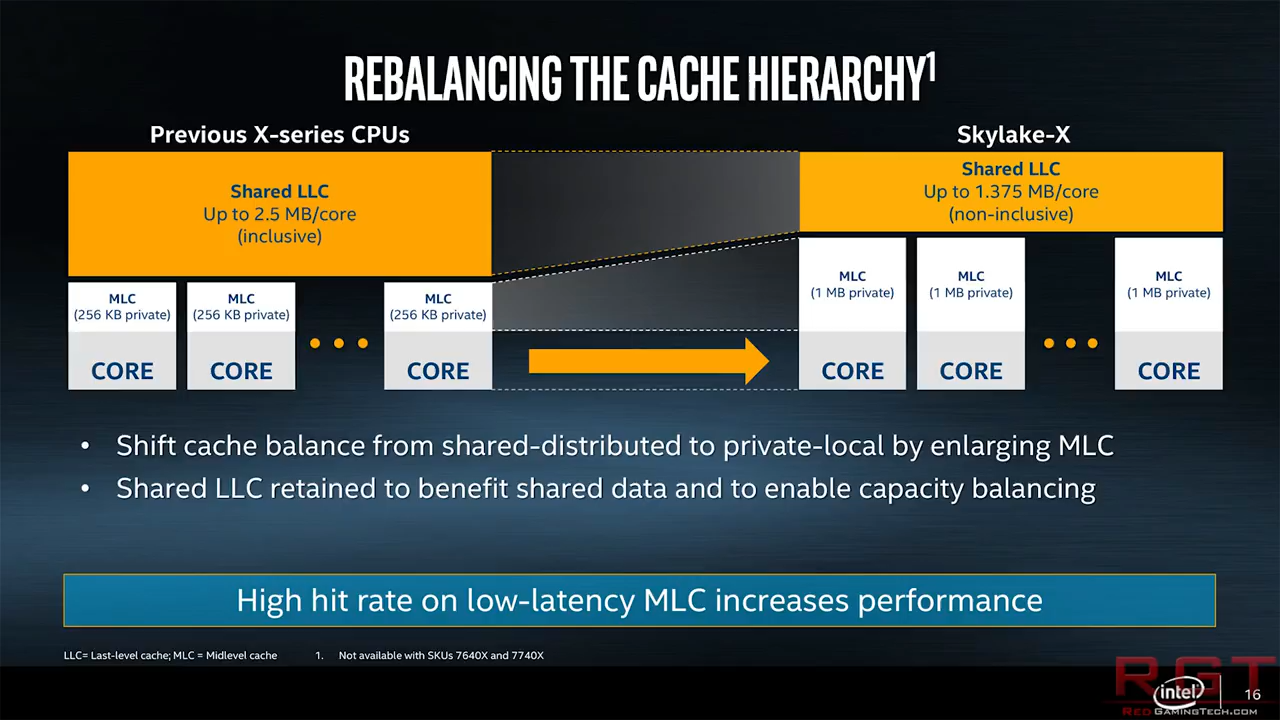 REBALANCING THE CACHE HIERARCHY1
Previous X-series CPUs
Skylake-X
Shared LLC
Up to 2.5 MB/core
(inclusive)
Shared LLC
Up to 1.375 MB/core
(non-inclusive)
MLC
(256 KB private)
CORE
MLC
(256 KB private)
CORE
MLC
(256 KB private)
CORE
MLC
(1 MB private)
CORE
MLC
(1 MB private)
CORE
MLC
(1 MB private)
CORE
• Shift cache balance from shared-distributed to private-local by enlarging MLC
• Shared LLC retained to benefit shared data and to enable capacity balancing
High hit rate on low-latency MLC increases performance
LLC= Last-level cache; MLC = Midlevel cache
1. Not available with SKUs 7640X and 7740X
RGT
intel
16
REDGAMINGTECH.COM